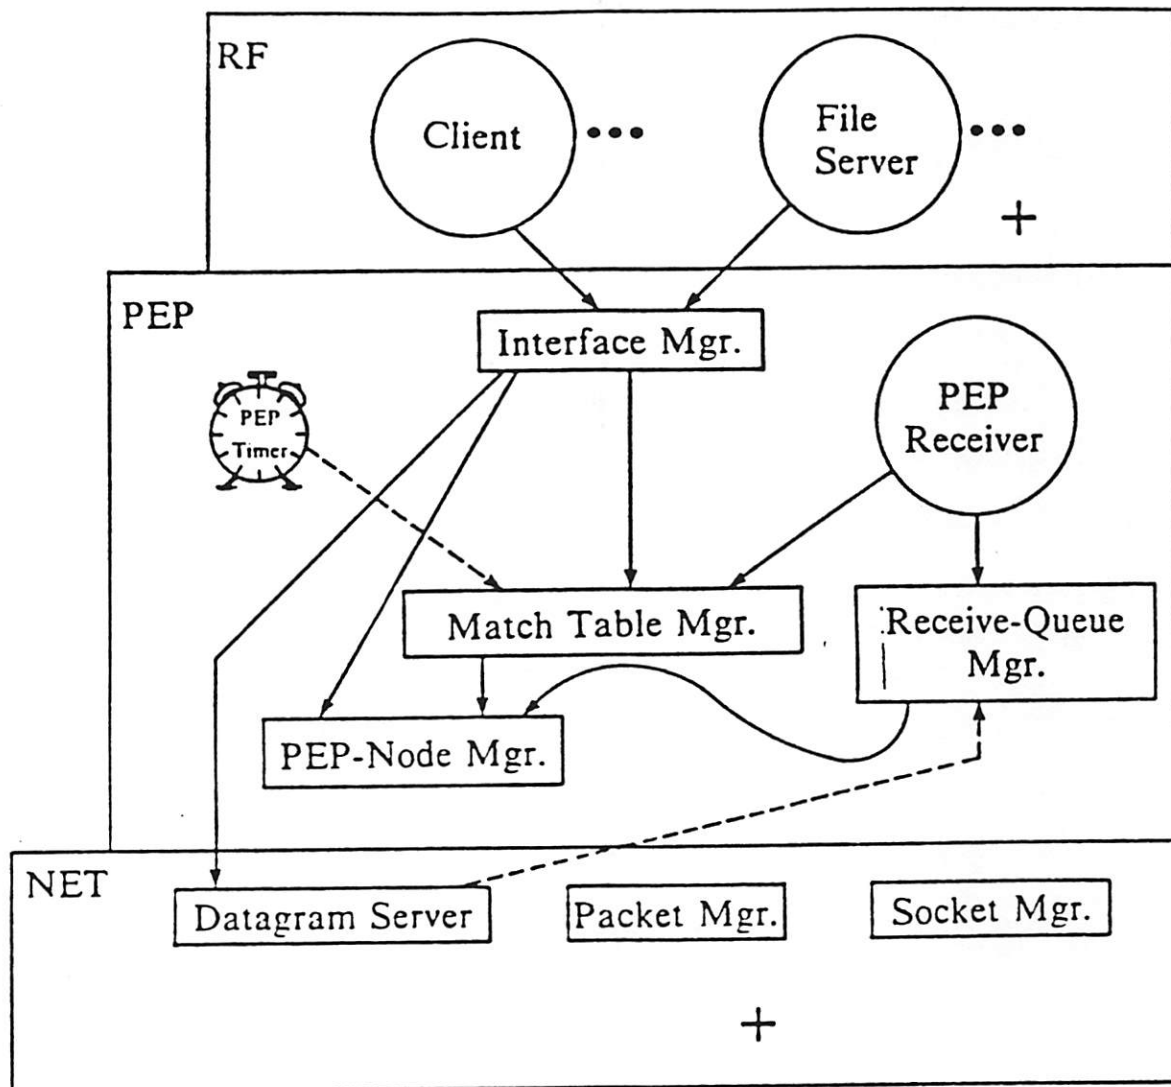 RF
Client
•••
File
Server
•••
+
PEP
Interface Mgr.
PEP
Timer
PEP
Receiver
Match Table Mgr.
Receive-Queue
Mgr.
PEP-Node Mgr.
NET
Datagram Server
Packet Mgr.
Socket Mgr.
+